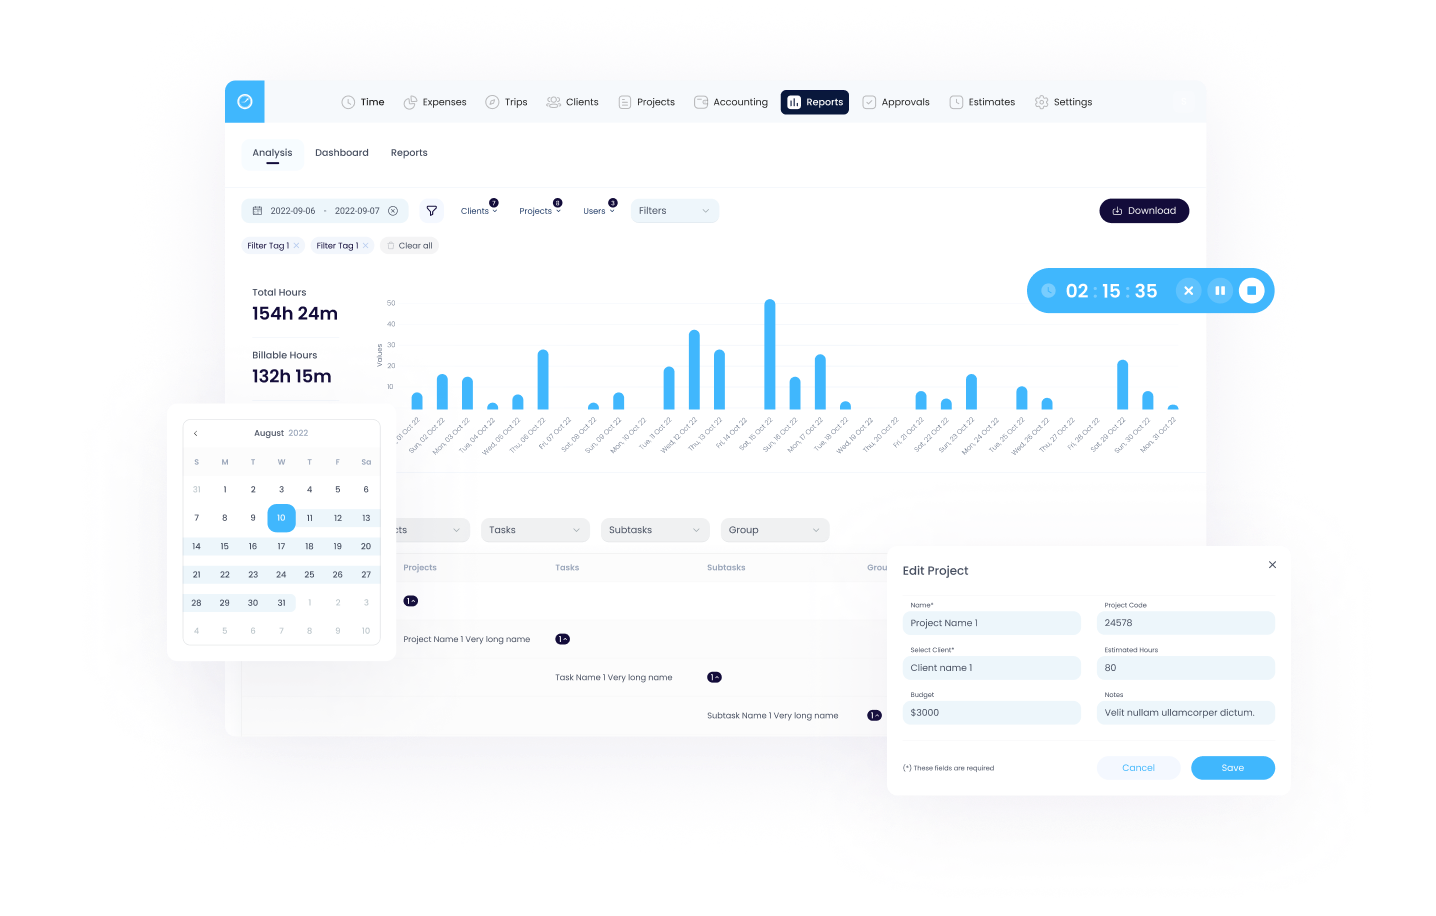 Time Expenses Trips Clients Projects Accounting Reports Approvals Estimates Settings
Analysis Dashboard Reports
2022-09-06 - 2022-09-07 Clients 7 Projects 8 Users 3 Filters Download
Filter Tag 1 Filter Tag 1 Clear all
Total Hours
154h 24m
Billable Hours
132h 15m
02 : 15 : 35
Values
50
40
30
20
10
01 Oct 22
Sun, 02 Oct 22
Mon, 03 Oct 22
Tue, 04 Oct 22
Wed, 05 Oct 22
Thu, 06 Oct 22
Fri, 07 Oct 22
Sat, 08 Oct 22
Sun, 09 Oct 22
Mon, 10 Oct 22
Tue, 11 Oct 22
Wed, 12 Oct 22
Thu, 13 Oct 22
Fri, 14 Oct 22
Sat, 15 Oct 22
Sun, 16 Oct 22
Mon, 17 Oct 22
Tue, 18 Oct 22
Wed, 19 Oct 22
Thu, 20 Oct 22
Fri, 21 Oct 22
Sat, 22 Oct 22
Sun, 23 Oct 22
Mon, 24 Oct 22
Tue, 25 Oct 22
Wed, 26 Oct 22
Thu, 27 Oct 22
Fri, 28 Oct 22
Sat, 29 Oct 22
Sun, 30 Oct 22
Mon, 31 Oct 22
August 2022
S M T W T F Sa
31 1 2 3 4 5 6
7 8 9 10 11 12 13
14 15 16 17 18 19 20
21 22 23 24 25 26 27
28 29 30 31 1 2 3
4 5 6 7 8 9 10
cts Tasks Subtasks Group
Projects Tasks Subtasks Grou
1
Project Name 1 Very long name 1
Task Name 1 Very long name 1
Subtask Name 1 Very long name 1
Edit Project
Name* Project Code
Project Name 1 24578
Select Client* Estimated Hours
Client name 1 80
Budget Notes
$3000 Velit nullam ullamcorper dictum.
(*) These fields are required Cancel Save